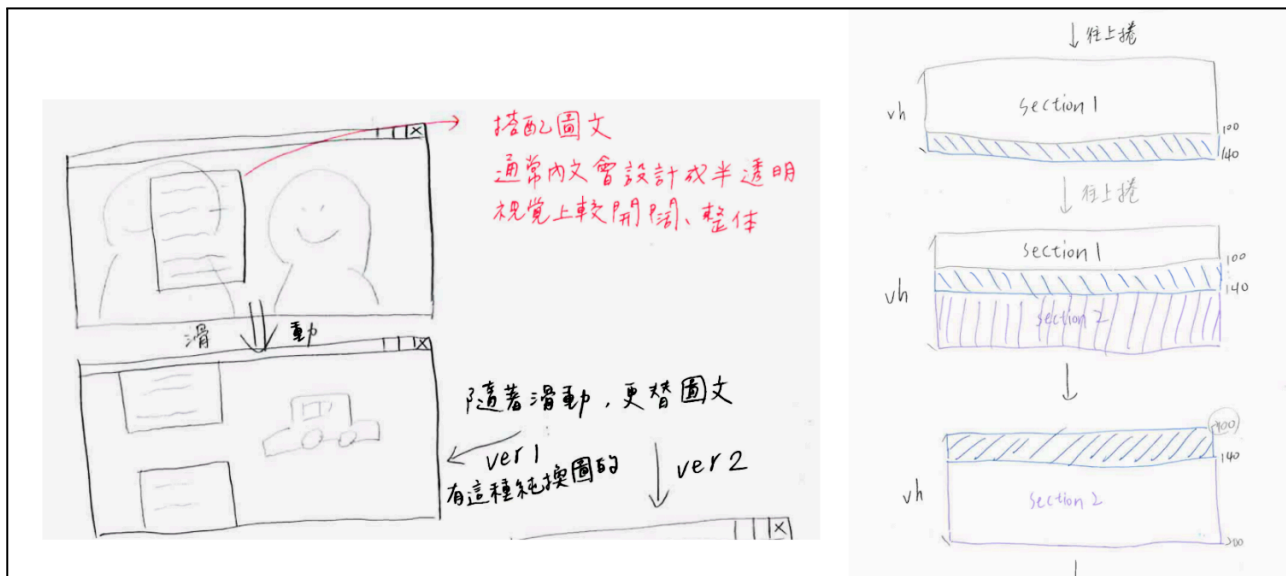 搭配圖文
通常內文會設計成半透明
視覺上較開闊、整体
滑動
隨著滑動,更替圖文
ver1
有這種純換圖的
ver2
往上捲
vh
section 1
100
140
往上捲
section 1
100
140
vh
section 2
100
140
vh
section 2
200